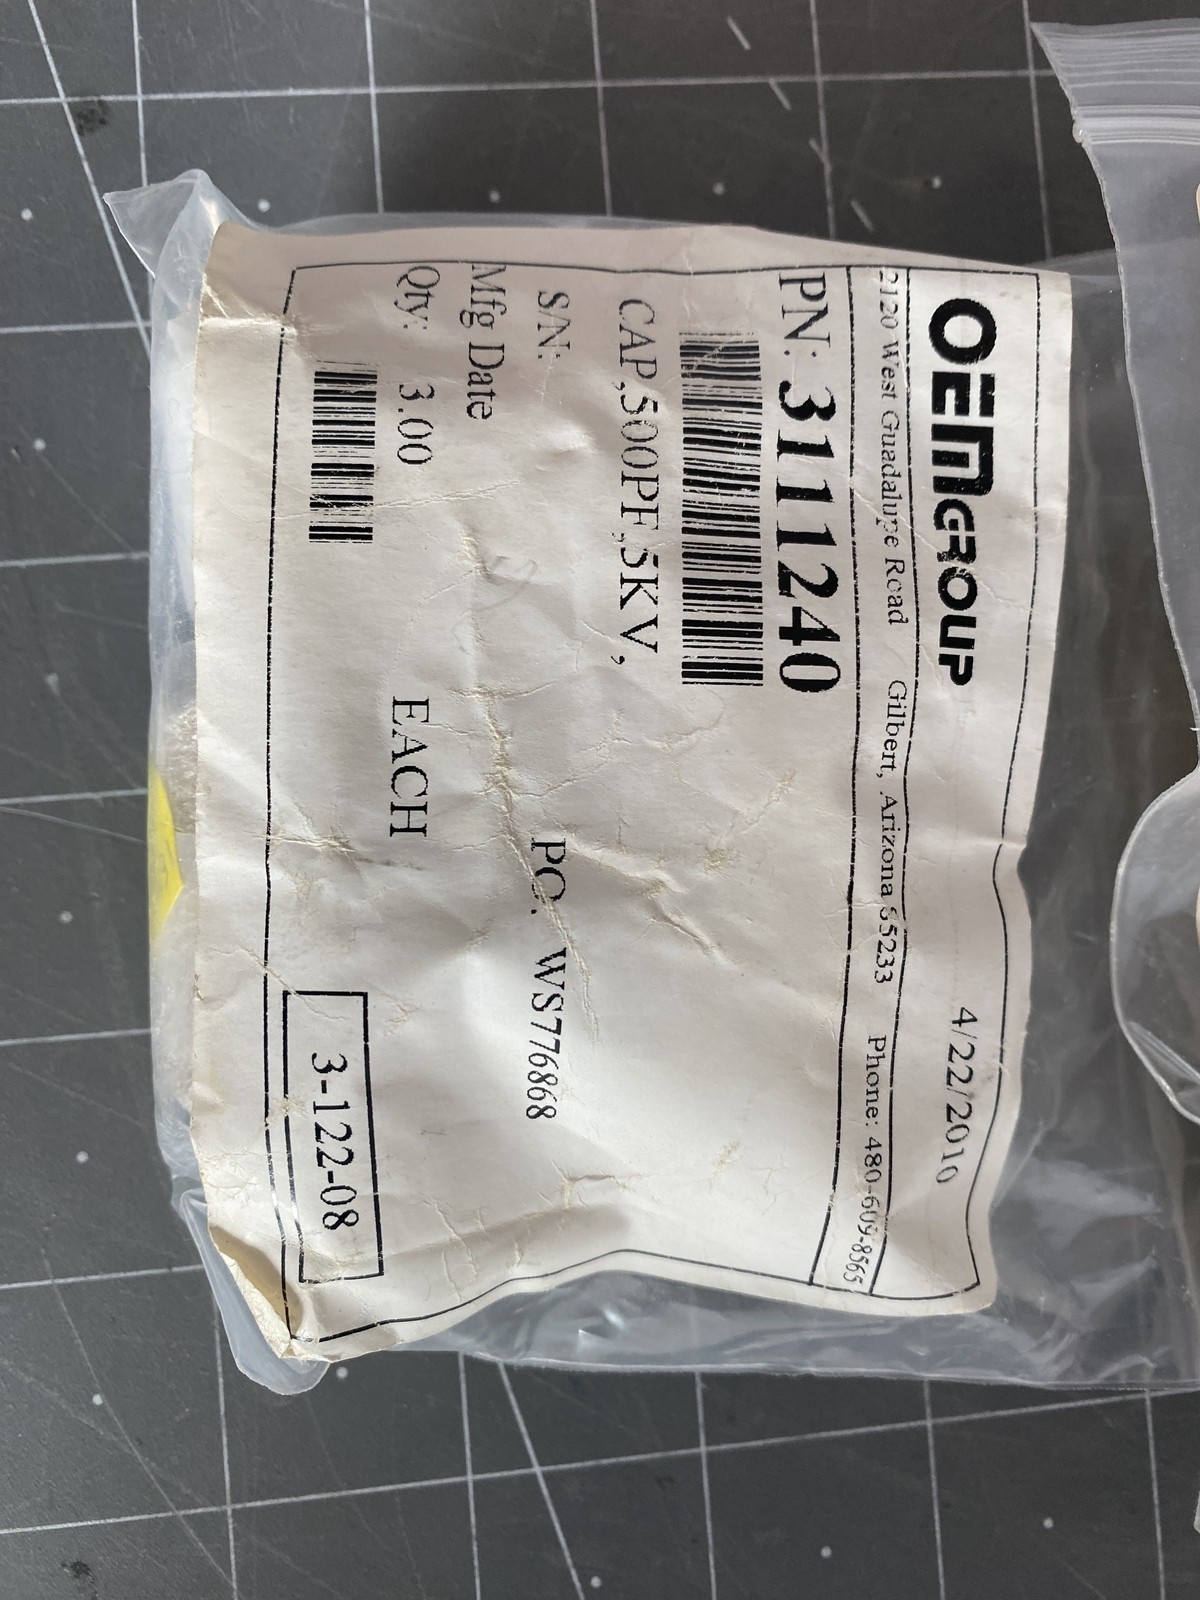 OEMGROUP
4/22/2010
2120 West Guadalupe Road Gilbert, Arizona 85233 Phone: 480-609-8565
PN: 3111240
CAP,500PF,5KV,
S/N:
PO: WS776868
Mfg Date
Qty: 3.00 EACH
3-122-08